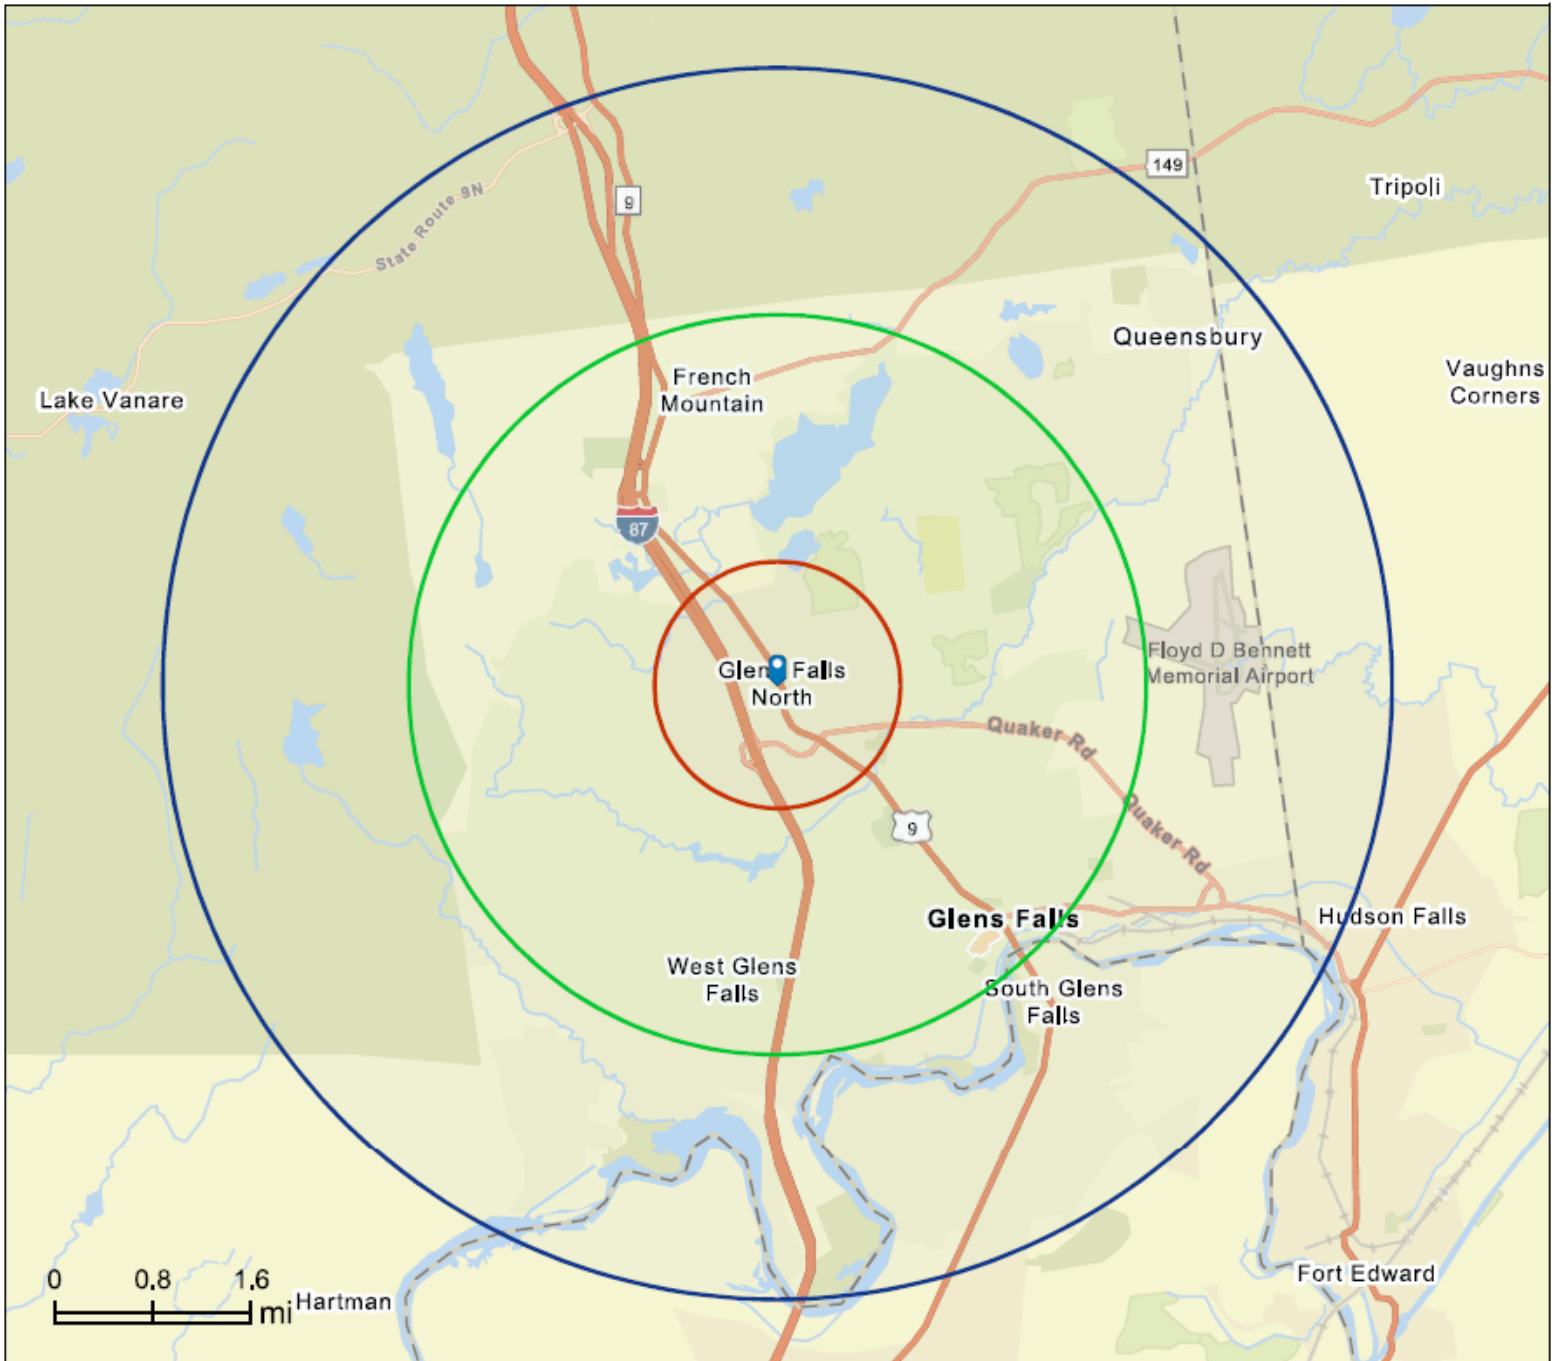 149
Tripoli
State Route 9N
9
Queensbury
Vaughns
Corners
French
Mountain
Lake Vanare
87
Floyd D Bennett
Memorial Airport
Glens Falls
North
Quaker Rd
Quaker Rd
9
Glens Falls
Hudson Falls
West Glens
Falls
South Glens
Falls
0 0.8 1.6
mi
Hartman
Fort Edward